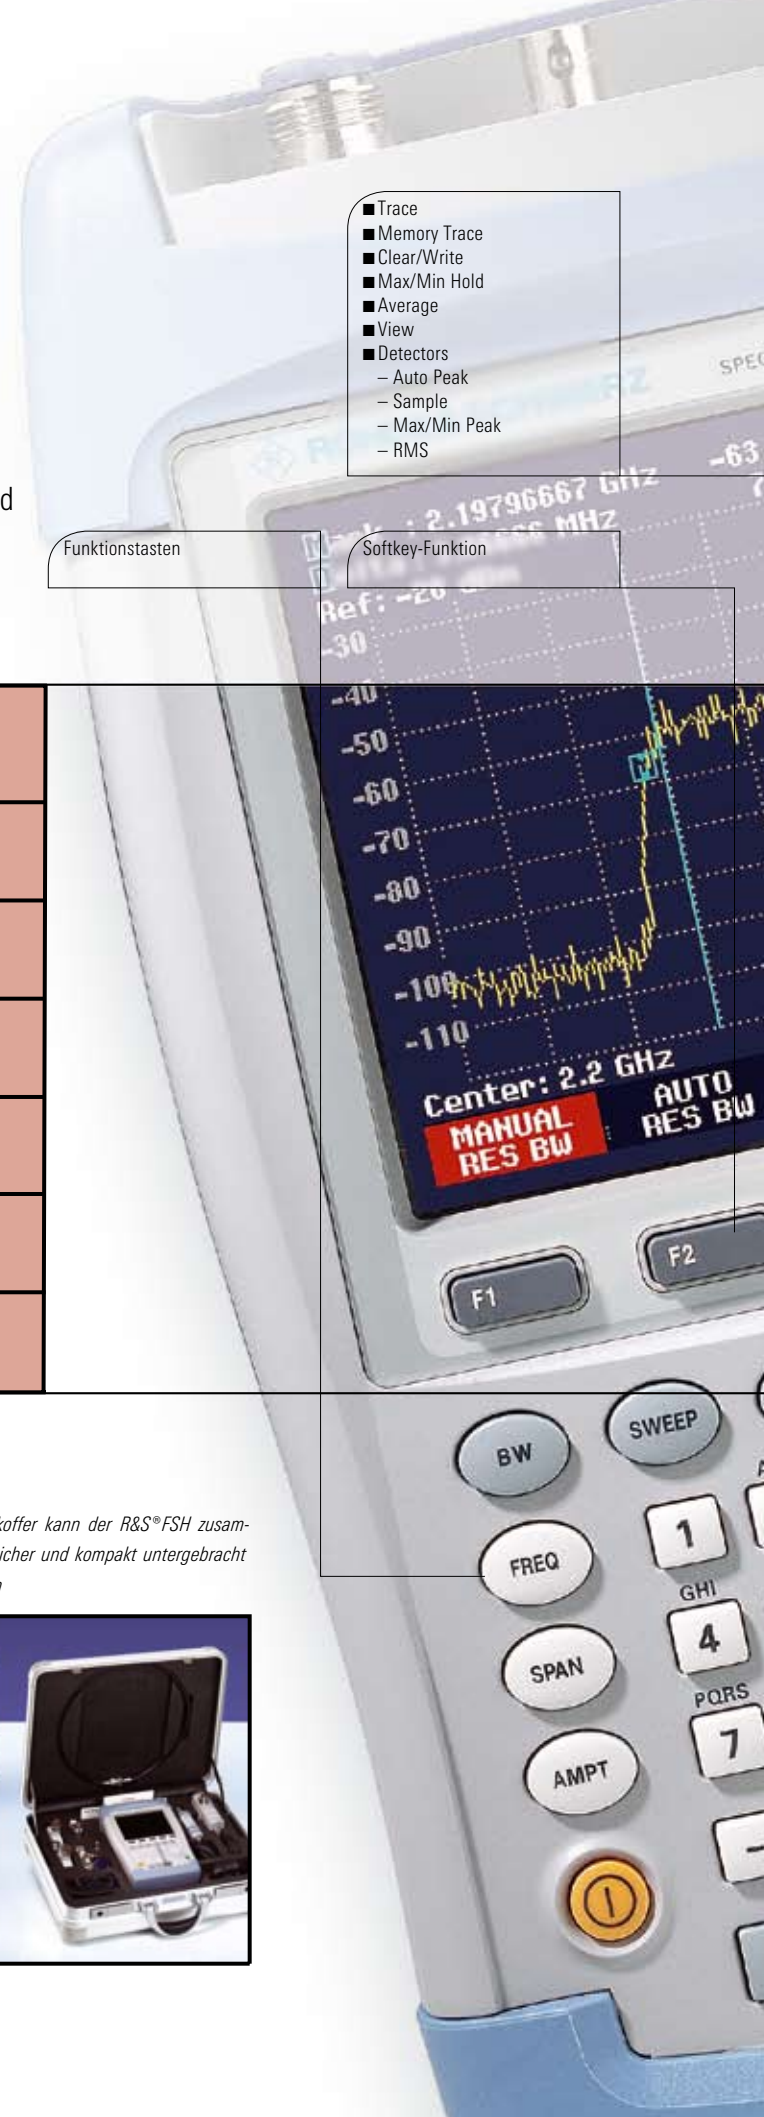 ■ Trace
■ Memory Trace
■ Clear/Write
■ Max/Min Hold
■ Average
■ View
■ Detectors
– Auto Peak
– Sample
– Max/Min Peak
– RMS
SPEC
d
Funktionstasten
Softkey-Funktion
2.19796667 GHz
-63
MHz
Ref: -20
-30
-40
-50
-60
-70
-80
-90
-100
-110
Center: 2.2 GHz
MANUAL
RES BW
AUTO
RES BW
F1
F2
BW
SWEEP
FREQ
1
GHI
4
SPAN
PQRS
7
AMPT
koffer kann der R&S®FSH zusam-
icher und kompakt untergebracht